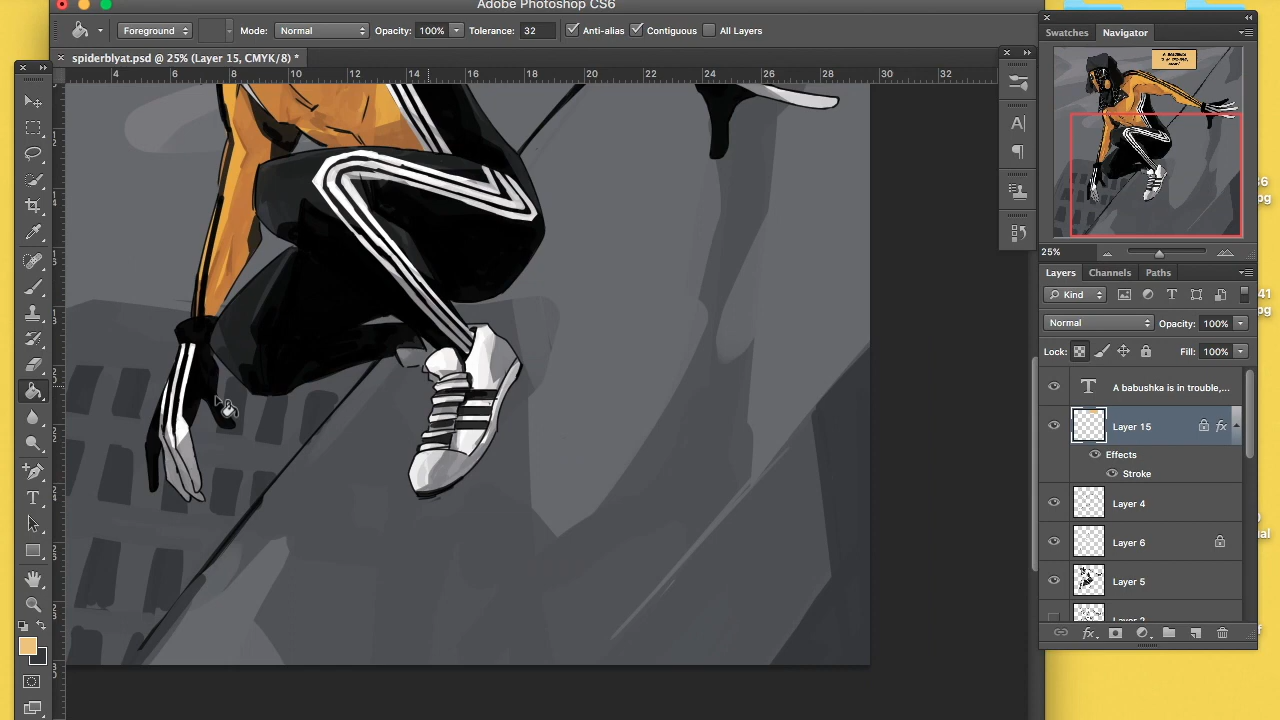 Adobe Photoshop CS6
Foreground
Mode: Normal
Opacity: 100%
Tolerance: 32
Anti-alias
Contiguous
All Layers
spiderblyat.psd @ 25% (Layer 15, CMYK/8) *
4 6 8 10 12 14 16 18 20 22 24 26 28 30 32
Swatches Navigator
25%
Layers Channels Paths
Kind
Normal
Opacity: 100%
Lock:
Fill: 100%
A babushka is in trouble,...
Layer 15
fx
Effects
Stroke
Layer 4
Layer 6
Layer 5
fx